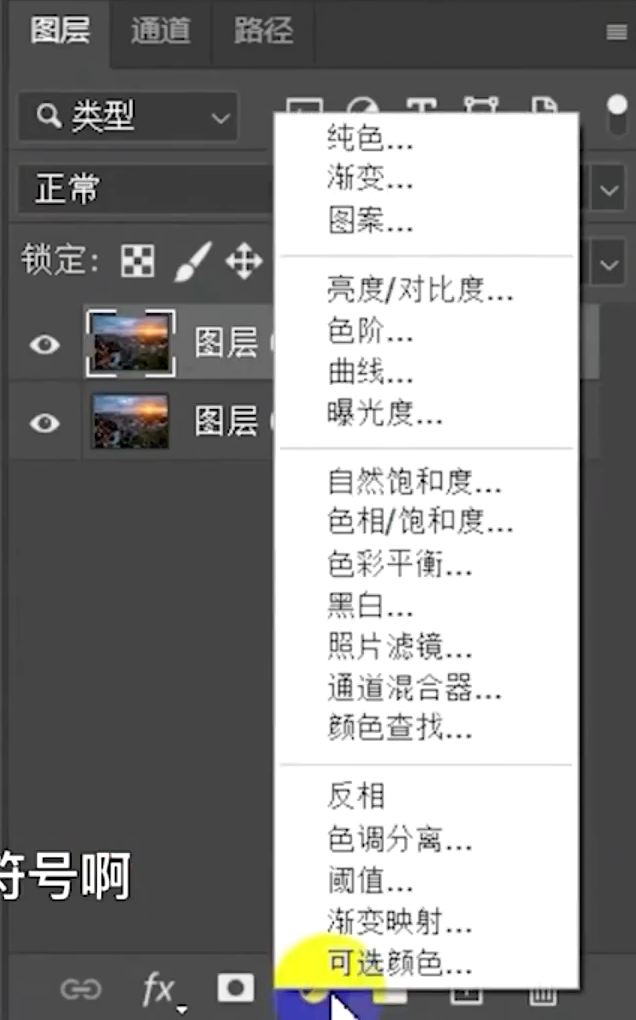 图层 通道 路径
类型
正常
锁定:
图层
图层
纯色...
渐变...
图案...
亮度/对比度...
色阶...
曲线...
曝光度...
自然饱和度...
色相/饱和度...
色彩平衡...
黑白...
照片滤镜...
通道混合器...
颜色查找...
反相
色调分离...
阈值...
渐变映射...
可选颜色...
符号啊
fx